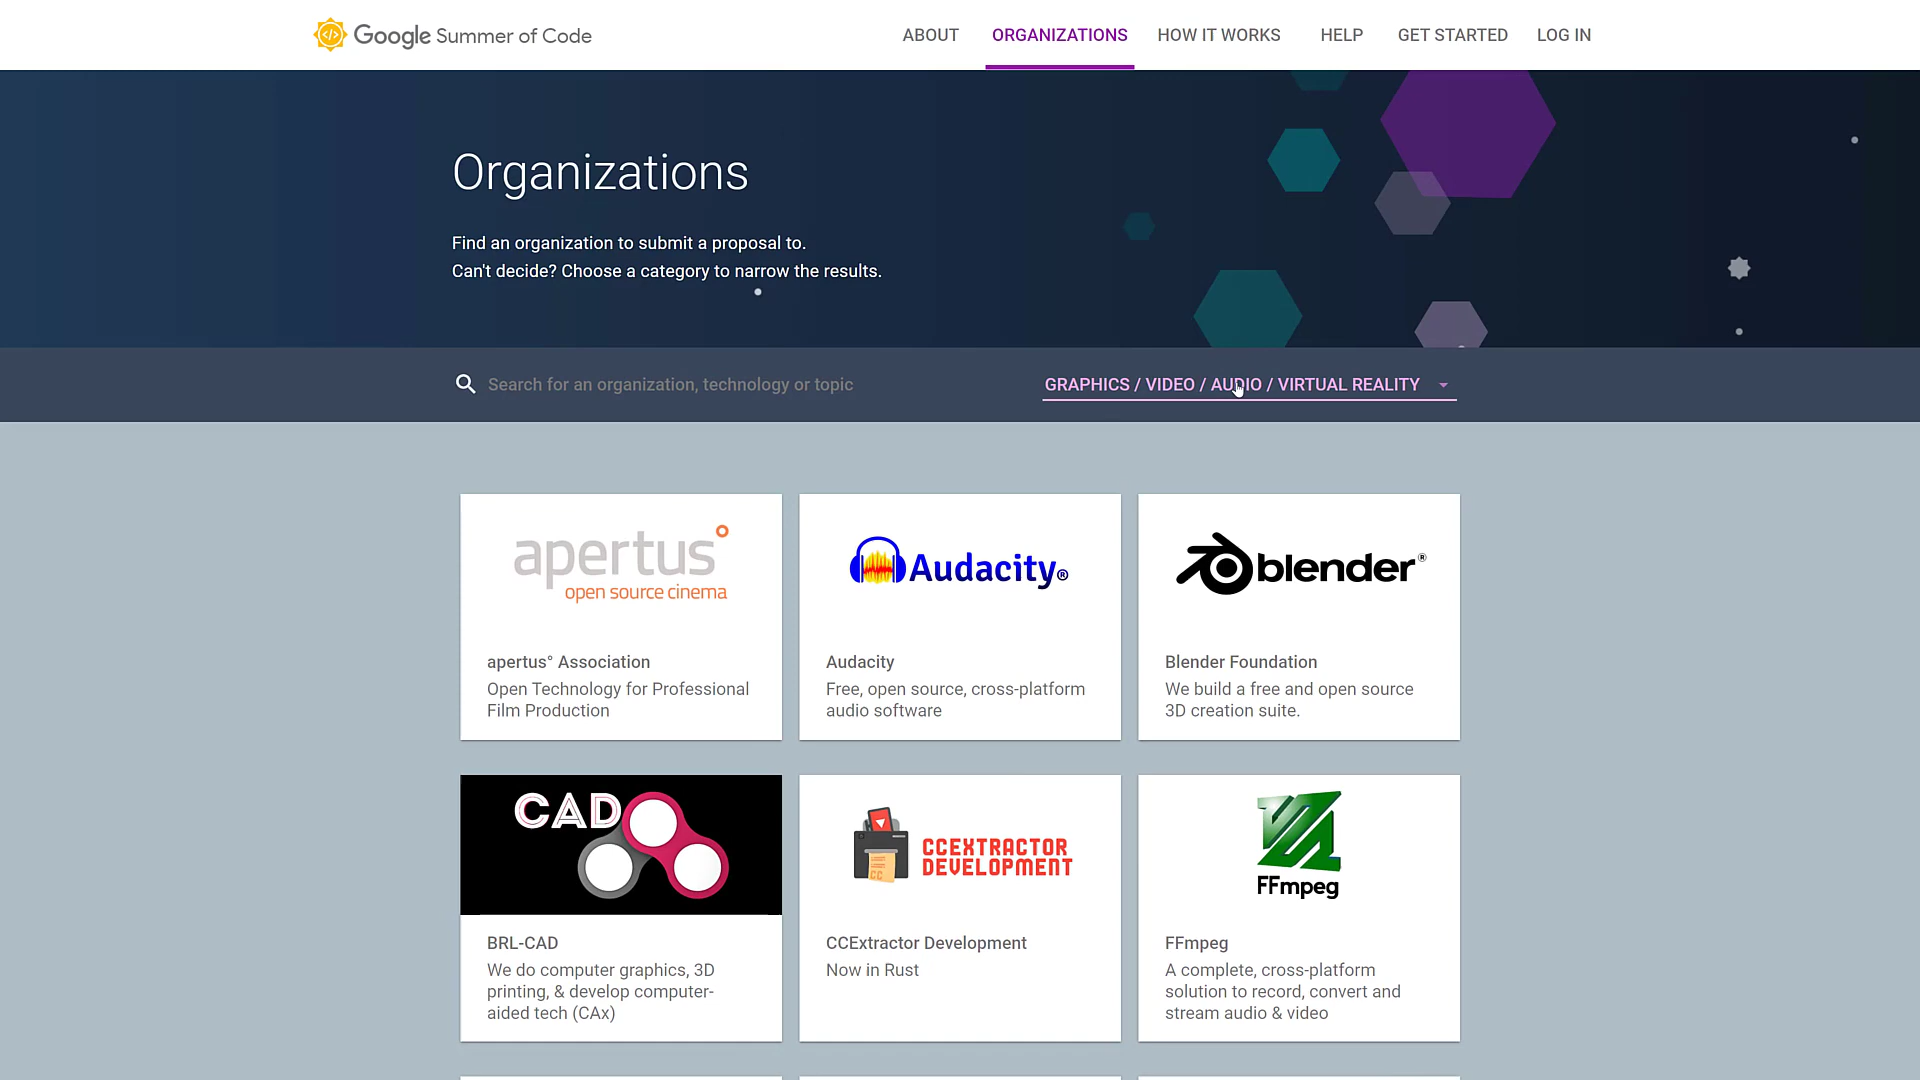 Google Summer of Code
ABOUT
ORGANIZATIONS
HOW IT WORKS
HELP
GET STARTED
LOG IN
Organizations
Find an organization to submit a proposal to.
Can't decide? Choose a category to narrow the results.
Search for an organization, technology or topic
GRAPHICS / VIDEO / AUDIO / VIRTUAL REALITY
apertus°
open source cinema
apertus° Association
Open Technology for Professional
Film Production
Audacity®
Audacity
Free, open source, cross-platform
audio software
blender®
Blender Foundation
We build a free and open source
3D creation suite.
CAD
BRL-CAD
We do computer graphics, 3D
printing, & develop computer-
aided tech (CAx)
CC
CCEXTRACTOR
DEVELOPMENT
CCExtractor Development
Now in Rust
FFmpeg
FFmpeg
A complete, cross-platform
solution to record, convert and
stream audio & video